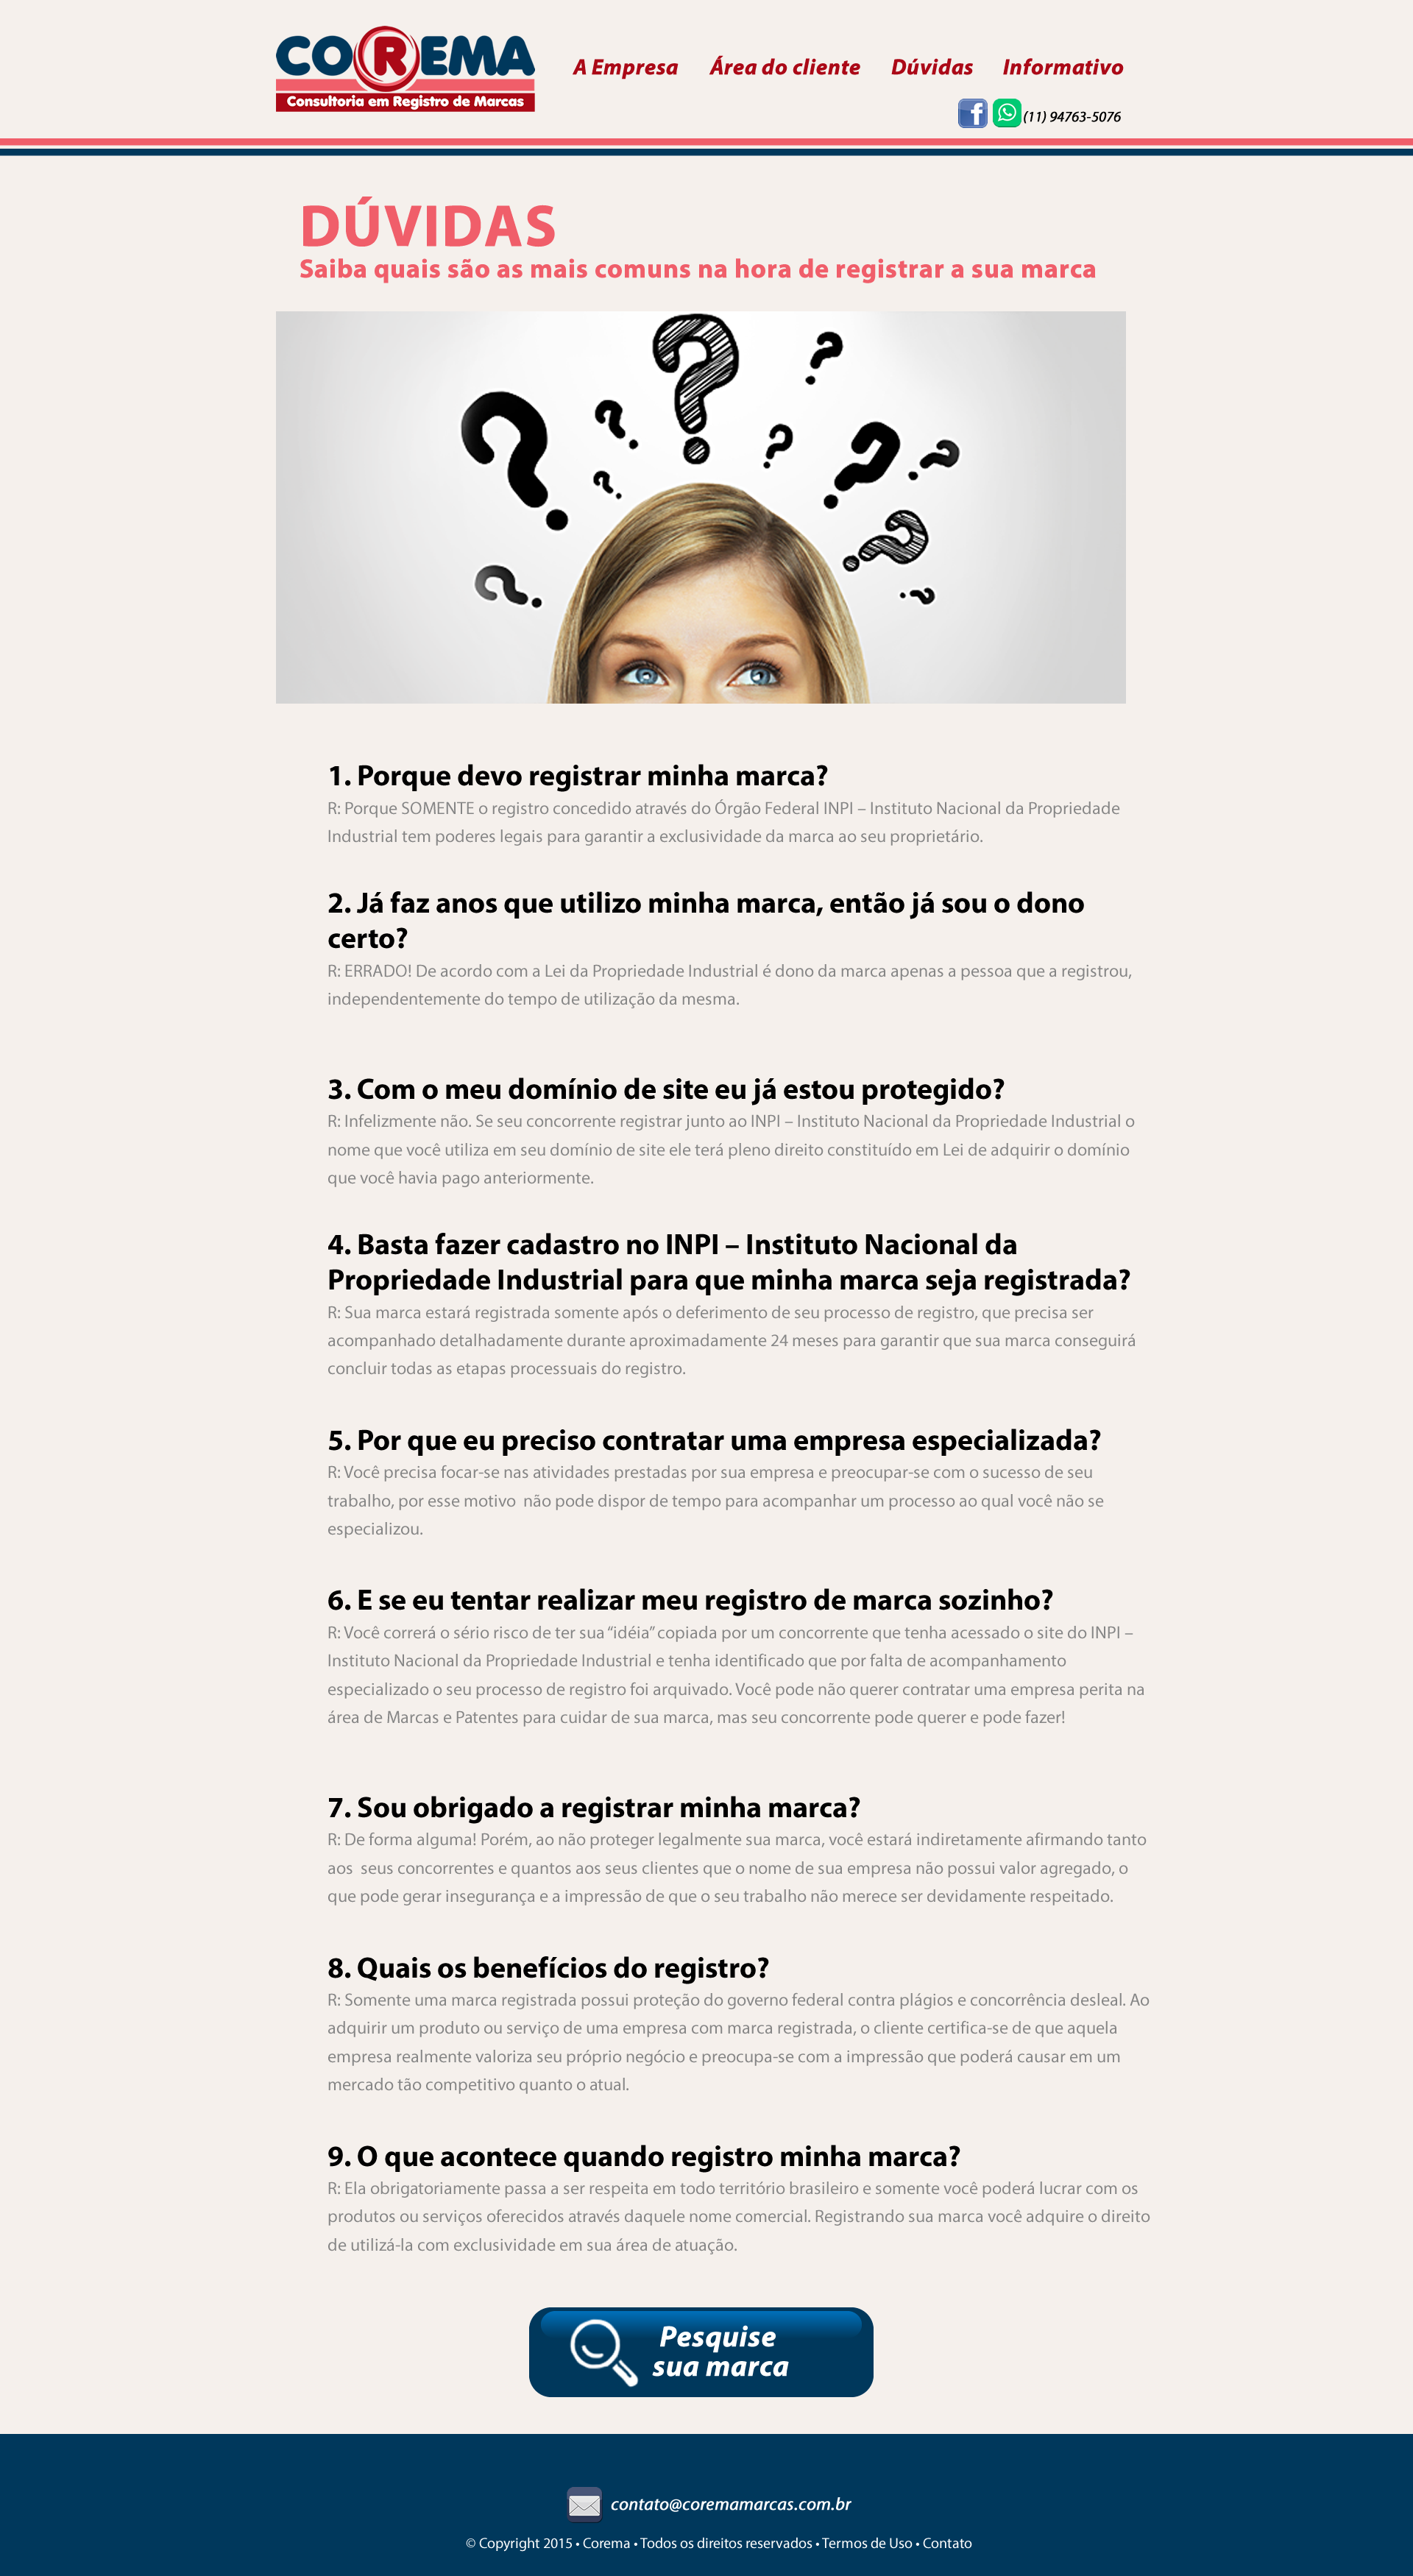 COREMA
Consultoria em Registro de Marcas
A Empresa Área do cliente Dúvidas Informativo
(11) 94763-5076
DÚVIDAS
Saiba quais são as mais comuns na hora de registrar a sua marca
1. Porque devo registrar minha marca?
R: Porque SOMENTE o registro concedido através do Órgão Federal INPI – Instituto Nacional da Propriedade
Industrial tem poderes legais para garantir a exclusividade da marca ao seu proprietário.
2. Já faz anos que utilizo minha marca, então já sou o dono
certo?
R: ERRADO! De acordo com a Lei da Propriedade Industrial é dono da marca apenas a pessoa que a registrou,
independentemente do tempo de utilização da mesma.
3. Com o meu domínio de site eu já estou protegido?
R: Infelizmente não. Se seu concorrente registrar junto ao INPI – Instituto Nacional da Propriedade Industrial o
nome que você utiliza em seu domínio de site ele terá pleno direito constituído em Lei de adquirir o domínio
que você havia pago anteriormente.
4. Basta fazer cadastro no INPI – Instituto Nacional da
Propriedade Industrial para que minha marca seja registrada?
R: Sua marca estará registrada somente após o deferimento de seu processo de registro, que precisa ser
acompanhado detalhadamente durante aproximadamente 24 meses para garantir que sua marca conseguirá
concluir todas as etapas processuais do registro.
5. Por que eu preciso contratar uma empresa especializada?
R: Você precisa focar-se nas atividades prestadas por sua empresa e preocupar-se com o sucesso de seu
trabalho, por esse motivo  não pode dispor de tempo para acompanhar um processo ao qual você não se
especializou.
6. E se eu tentar realizar meu registro de marca sozinho?
R: Você correrá o sério risco de ter sua “idéia” copiada por um concorrente que tenha acessado o site do INPI –
Instituto Nacional da Propriedade Industrial e tenha identificado que por falta de acompanhamento
especializado o seu processo de registro foi arquivado. Você pode não querer contratar uma empresa perita na
área de Marcas e Patentes para cuidar de sua marca, mas seu concorrente pode querer e pode fazer!
7. Sou obrigado a registrar minha marca?
R: De forma alguma! Porém, ao não proteger legalmente sua marca, você estará indiretamente afirmando tanto
aos  seus concorrentes e quantos aos seus clientes que o nome de sua empresa não possui valor agregado, o
que pode gerar insegurança e a impressão de que o seu trabalho não merece ser devidamente respeitado.
8. Quais os benefícios do registro?
R: Somente uma marca registrada possui proteção do governo federal contra plágios e concorrência desleal. Ao
adquirir um produto ou serviço de uma empresa com marca registrada, o cliente certifica-se de que aquela
empresa realmente valoriza seu próprio negócio e preocupa-se com a impressão que poderá causar em um
mercado tão competitivo quanto o atual.
9. O que acontece quando registro minha marca?
R: Ela obrigatoriamente passa a ser respeita em todo território brasileiro e somente você poderá lucrar com os
produtos ou serviços oferecidos através daquele nome comercial. Registrando sua marca você adquire o direito
de utilizá-la com exclusividade em sua área de atuação.
Pesquise
sua marca
contato@coremamarcas.com.br
© Copyright 2015 • Corema • Todos os direitos reservados • Termos de Uso • Contato